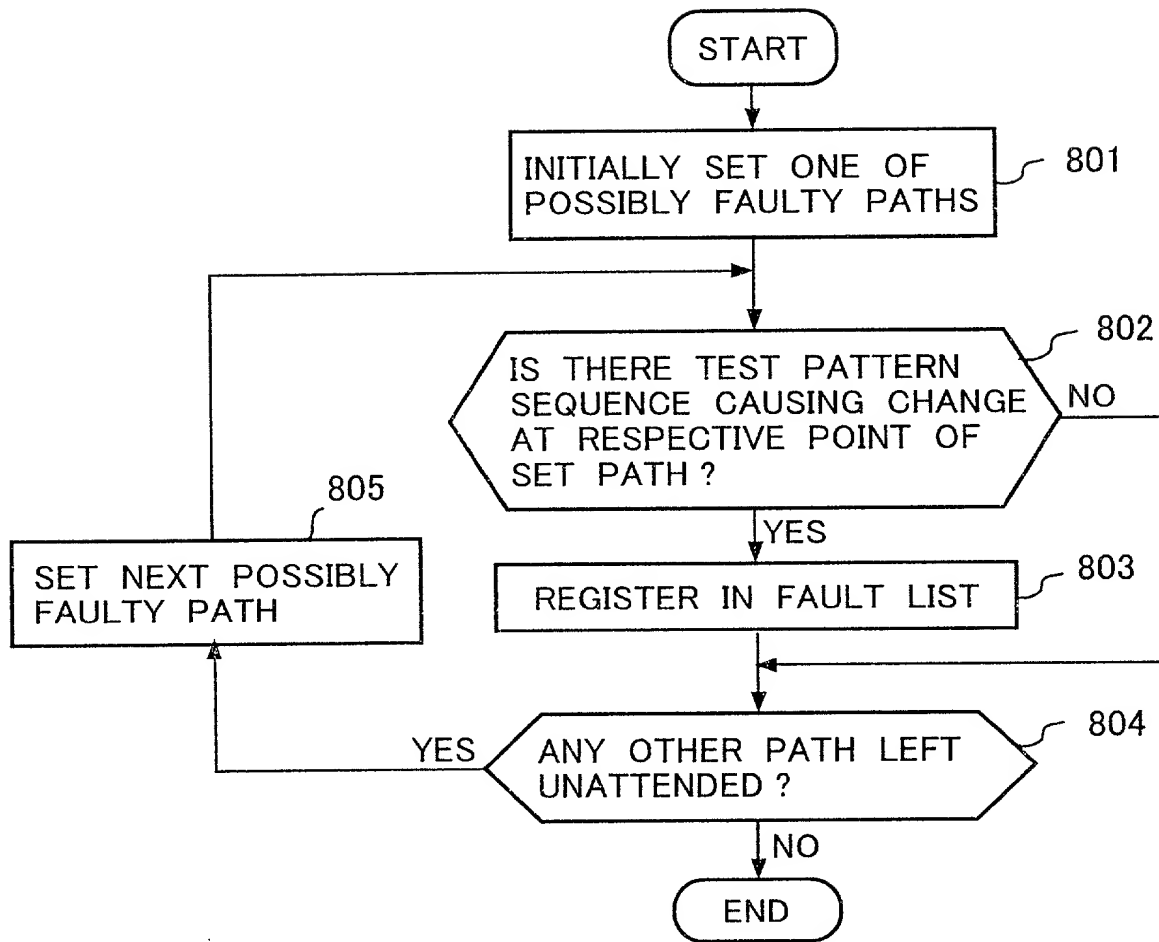 START
INITIALLY SET ONE OF
POSSIBLY FAULTY PATHS
801
802
IS THERE TEST PATTERN
SEQUENCE CAUSING CHANGE
AT RESPECTIVE POINT OF
SET PATH ?
NO
YES
805
SET NEXT POSSIBLY
FAULTY PATH
803
REGISTER IN FAULT LIST
804
YES
ANY OTHER PATH LEFT
UNATTENDED ?
NO
END